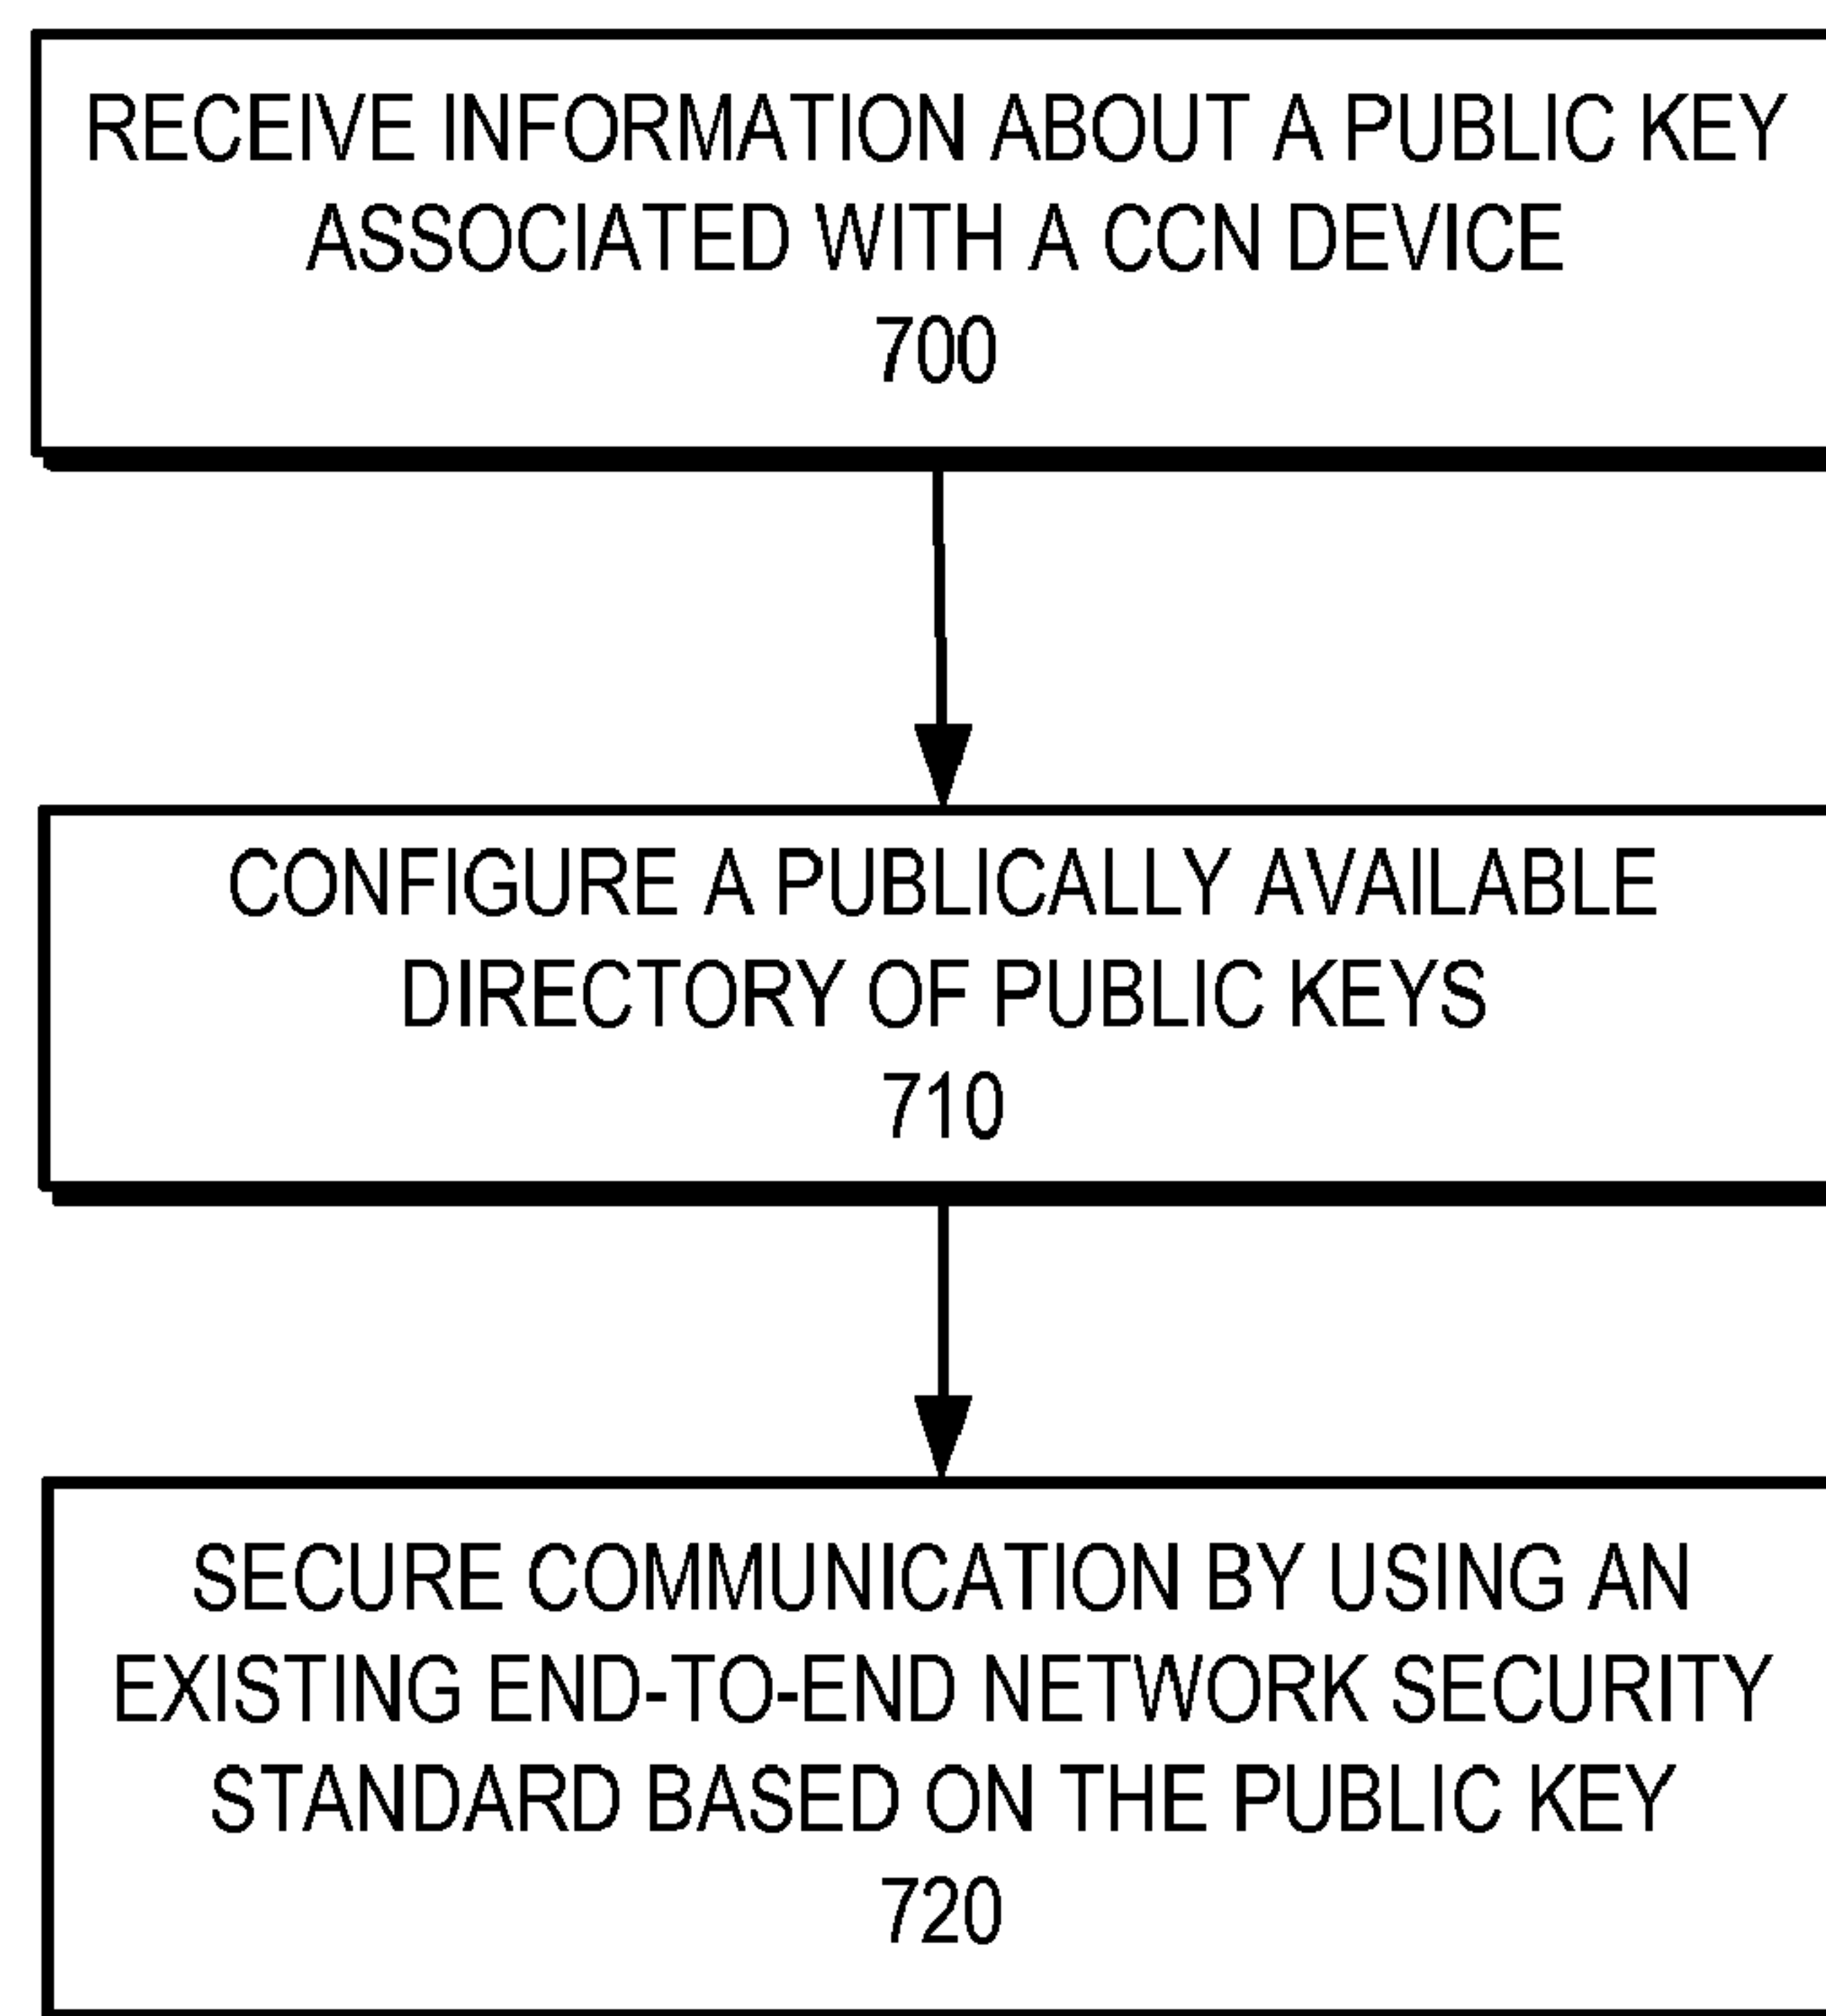 RECEIVE INFORMATION ABOUT A PUBLIC KEY
ASSOCIATED WITH A CCN DEVICE
700
CONFIGURE A PUBLICALLY AVAILABLE
DIRECTORY OF PUBLIC KEYS
710
SECURE COMMUNICATION BY USING AN
EXISTING END-TO-END NETWORK SECURITY
STANDARD BASED ON THE PUBLIC KEY
720